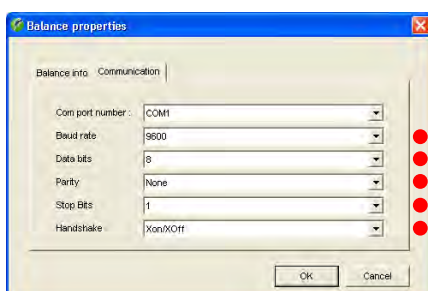 Balance properties
Balance info Communication
Com port number : COM1
Baud rate 9600
Data bits 8
Parity None
Stop Bits 1
Handshake Xon/XOff
OK Cancel